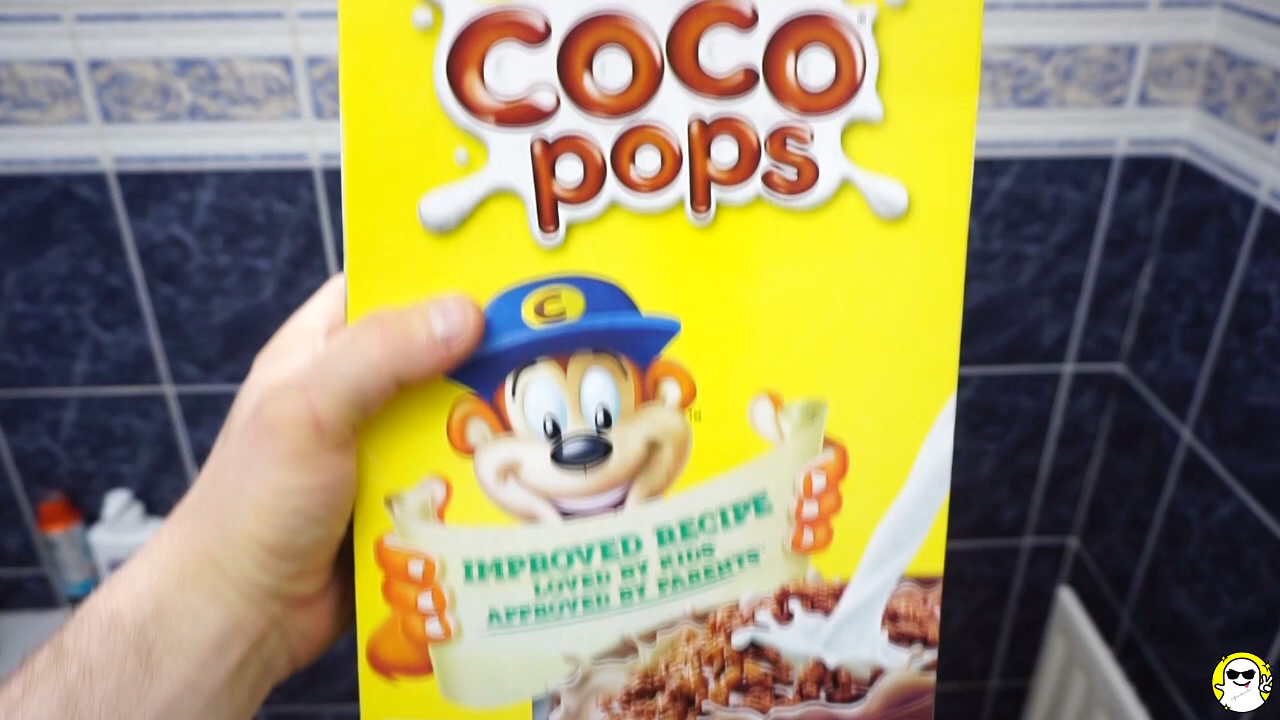 coco
pops
C
IMPROVED RECIPE
LOVED BY KIDS
APPROVED BY PARENTS